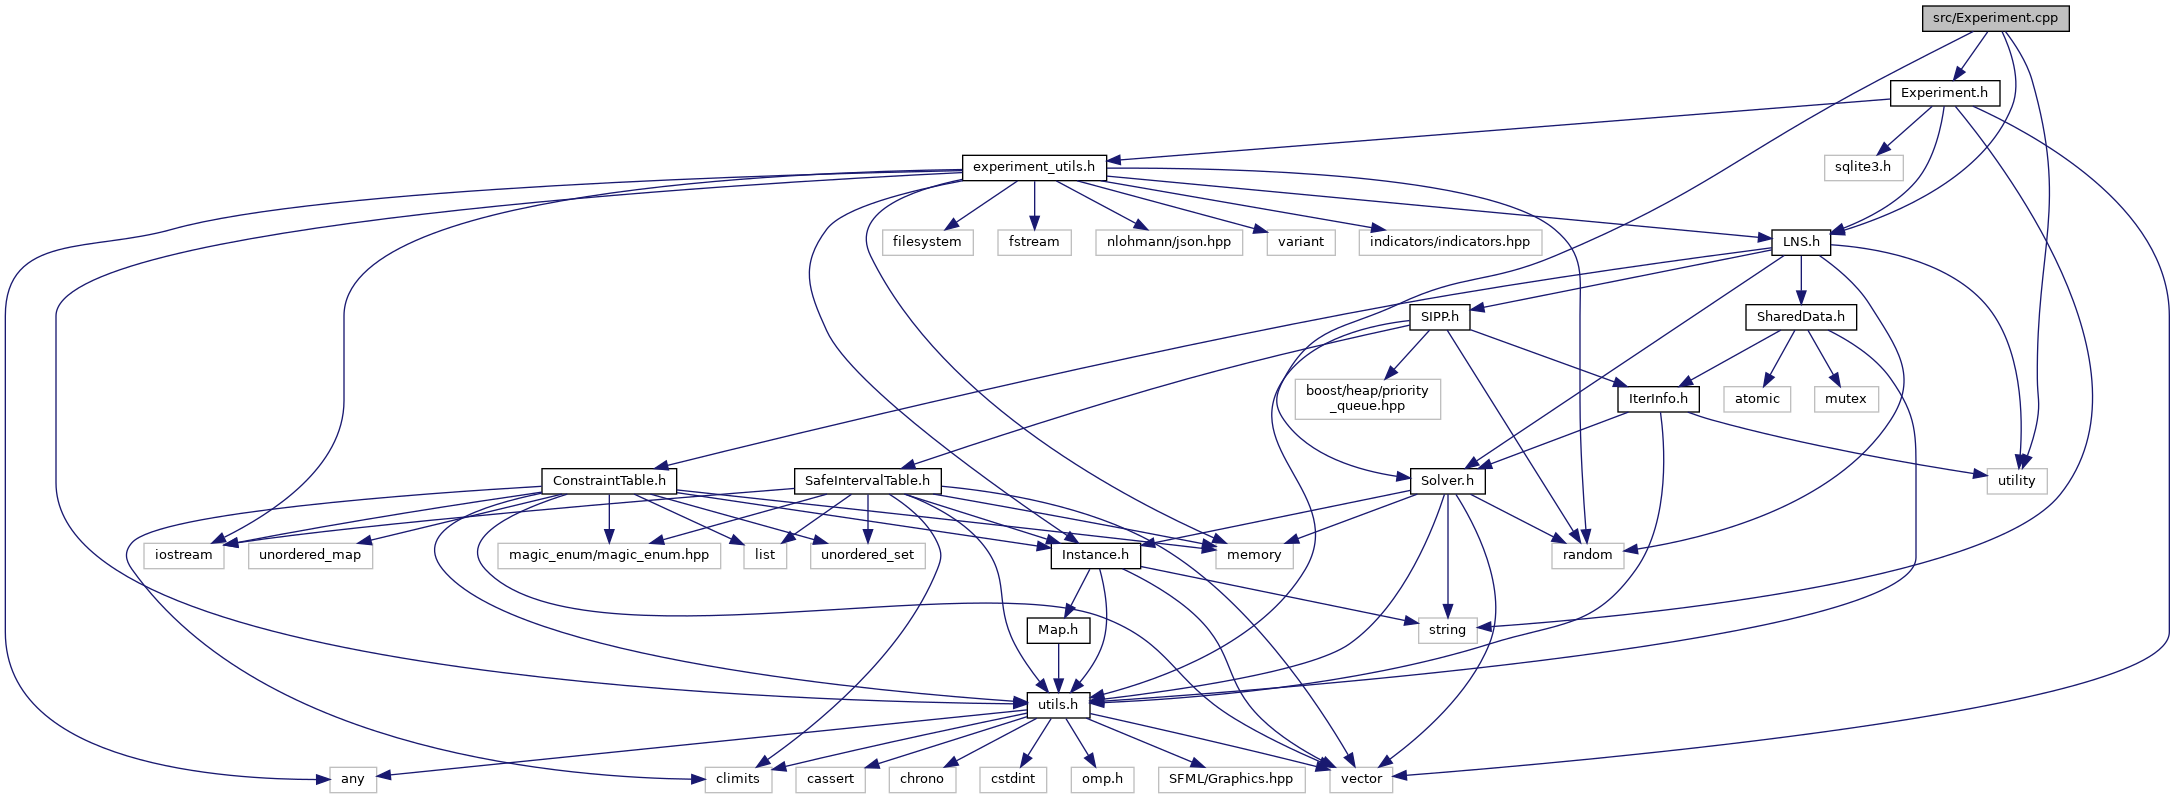 src/Experiment.cpp
Experiment.h
experiment_utils.h
sqlite3.h
filesystem
fstream
nlohmann/json.hpp
variant
indicators/indicators.hpp
LNS.h
SIPP.h
SharedData.h
boost/heap/priority
_queue.hpp
IterInfo.h
atomic
mutex
ConstraintTable.h
SafeIntervalTable.h
Solver.h
utility
iostream
unordered_map
magic_enum/magic_enum.hpp
list
unordered_set
Instance.h
memory
random
Map.h
string
utils.h
any
climits
cassert
chrono
cstdint
omp.h
SFML/Graphics.hpp
vector